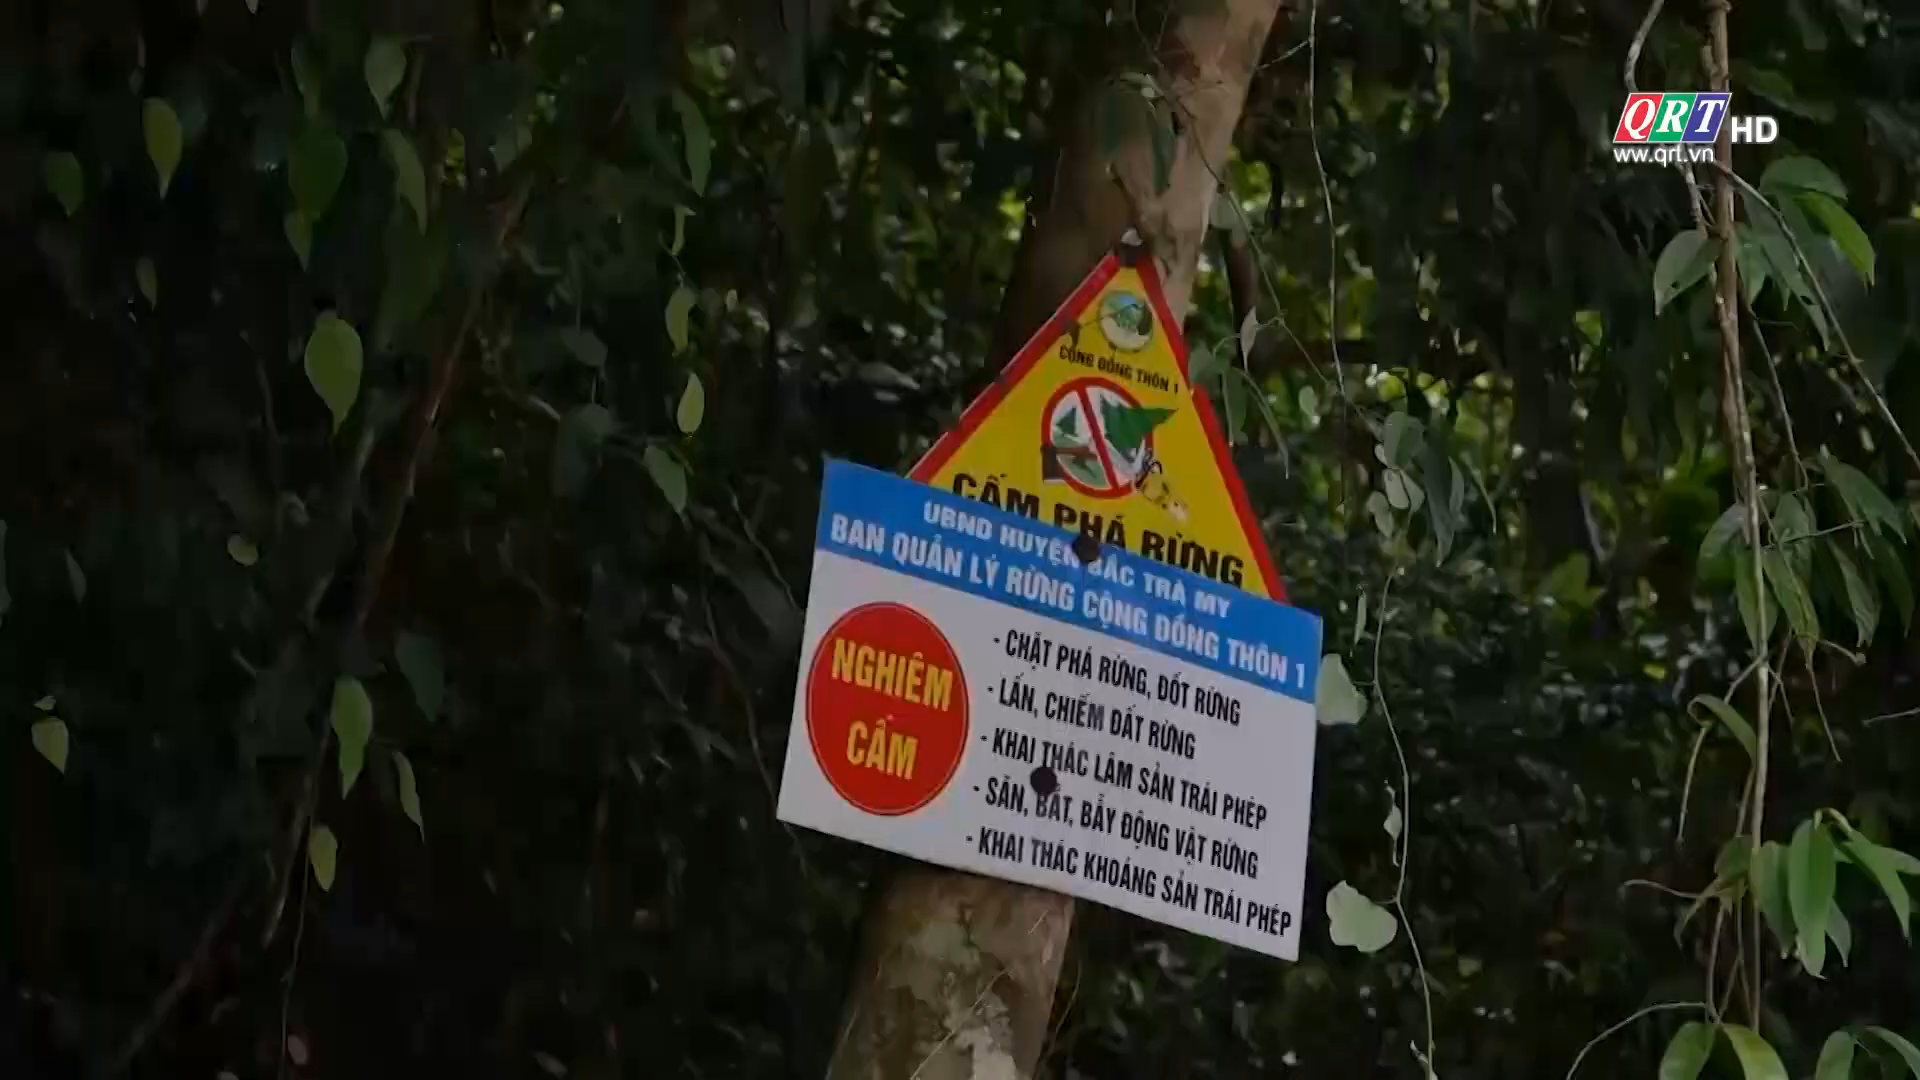 QRT HD
ww.qrt.vn
CỘNG ĐỒNG THÔN 1
CẤM PHÁ RỪNG
UBND HUYỆN BẮC TRÀ MY
BAN QUẢN LÝ RỪNG CỘNG ĐỒNG THÔN 1
NGHIÊM
CẤM
- CHẶT PHÁ RỪNG, ĐỐT RỪNG
- LẤN, CHIẾM ĐẤT RỪNG
- KHAI THÁC LÂM SẢN TRÁI PHÉP
- SĂN, BẮT, BẪY ĐỘNG VẬT RỪNG
- KHAI THÁC KHOÁNG SẢN TRÁI PHÉP